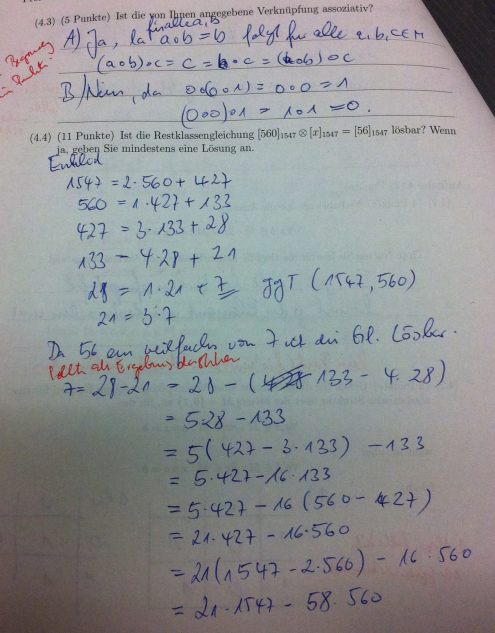 (4.3) (5 Punkte) Ist die von Ihnen angegebene Verknüpfung assoziativ?
für alle a, b
A) Ja, da a∘b = b folgt für alle a, b, c ∈ M
(a∘b)∘c = c = b∘c = (a∘b)∘c
B) Nein, da 0∘(0∘1) = 0∘0 = 1
(0∘0)∘1 = 1∘1 = 0.
(4.4) (11 Punkte) Ist die Restklassengleichung [560]₁₅₄₇ ⊗ [x]₁₅₄₇ = [56]₁₅₄₇ lösbar? Wenn
ja, geben Sie mindestens eine Lösung an.
Euklid
1547 = 2·560 + 427
560 = 1·427 + 133
427 = 3·133 + 28
133 = 4·28 + 21
28 = 1·21 + 7 ggT (1547, 560)
21 = 3·7
Da 56 ein vielfaches von 7 ist die Gl. Lösbar.
als Ergebnis
7 = 28 - 21 = 28 - (133 - 4·28)
= 5·28 - 133
= 5(427 - 3·133) - 133
= 5·427 - 16·133
= 5·427 - 16(560 - 427)
= 21·427 - 16·560
= 21(1547 - 2·560) - 16·560
= 21·1547 - 58·560